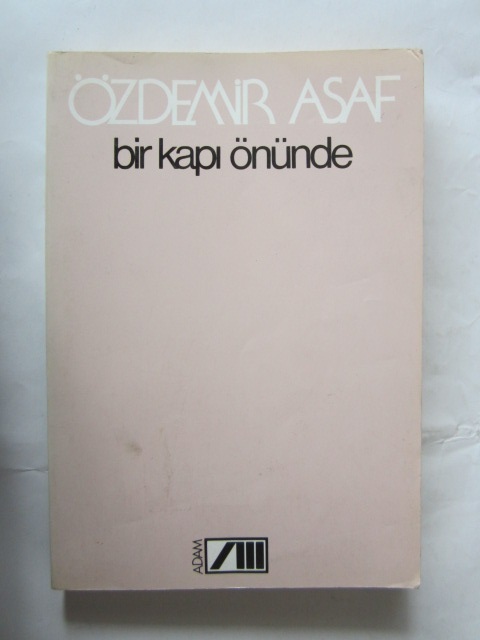 ÖZDEMİR ASAF
bir kapı önünde
ADAM